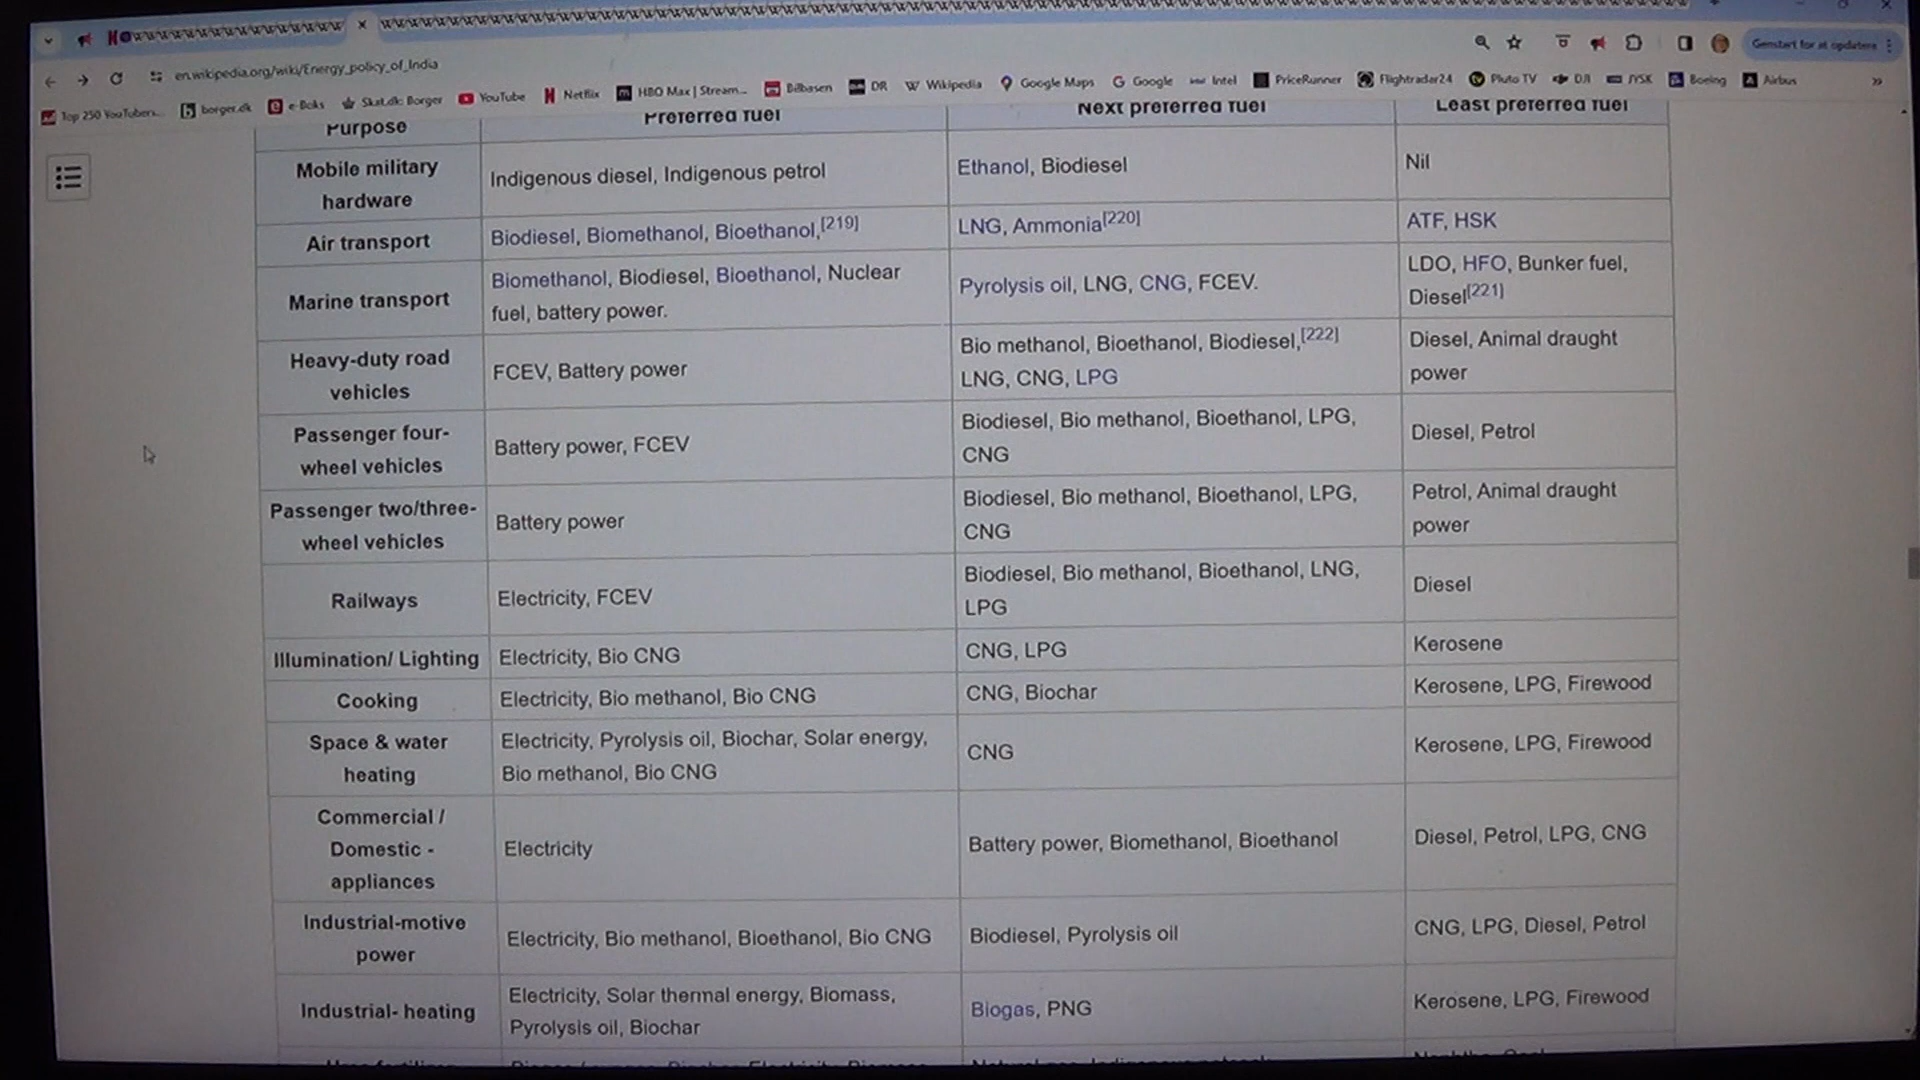 en.wikipedia.org/wiki/Energy_policy_of_India
Genstart for at opdatere
Top 250 YouTubers... borger.dk e-Boks Skat.dk: Borger YouTube Netflix HBO Max | Stream... Bilbasen DR Wikipedia Google Maps Google Intel PriceRunner Flightradar24 Pluto TV DJI JYSK Boeing Airbus »
Purpose Preferred fuel Next preferred fuel Least preferred fuel
Mobile military
hardware
Indigenous diesel, Indigenous petrol
Ethanol, Biodiesel
Nil
Air transport
Biodiesel, Biomethanol, Bioethanol,[219]
LNG, Ammonia[220]
ATF, HSK
Marine transport
Biomethanol, Biodiesel, Bioethanol, Nuclear
fuel, battery power.
Pyrolysis oil, LNG, CNG, FCEV.
LDO, HFO, Bunker fuel,
Diesel[221]
Heavy-duty road
vehicles
FCEV, Battery power
Bio methanol, Bioethanol, Biodiesel,[222]
LNG, CNG, LPG
Diesel, Animal draught
power
Passenger four-
wheel vehicles
Battery power, FCEV
Biodiesel, Bio methanol, Bioethanol, LPG,
CNG
Diesel, Petrol
Passenger two/three-
wheel vehicles
Battery power
Biodiesel, Bio methanol, Bioethanol, LPG,
CNG
Petrol, Animal draught
power
Railways
Electricity, FCEV
Biodiesel, Bio methanol, Bioethanol, LNG,
LPG
Diesel
Illumination/ Lighting
Electricity, Bio CNG
CNG, LPG
Kerosene
Cooking
Electricity, Bio methanol, Bio CNG
CNG, Biochar
Kerosene, LPG, Firewood
Space & water
heating
Electricity, Pyrolysis oil, Biochar, Solar energy,
Bio methanol, Bio CNG
CNG
Kerosene, LPG, Firewood
Commercial /
Domestic -
appliances
Electricity
Battery power, Biomethanol, Bioethanol
Diesel, Petrol, LPG, CNG
Industrial-motive
power
Electricity, Bio methanol, Bioethanol, Bio CNG
Biodiesel, Pyrolysis oil
CNG, LPG, Diesel, Petrol
Industrial- heating
Electricity, Solar thermal energy, Biomass,
Pyrolysis oil, Biochar
Biogas, PNG
Kerosene, LPG, Firewood